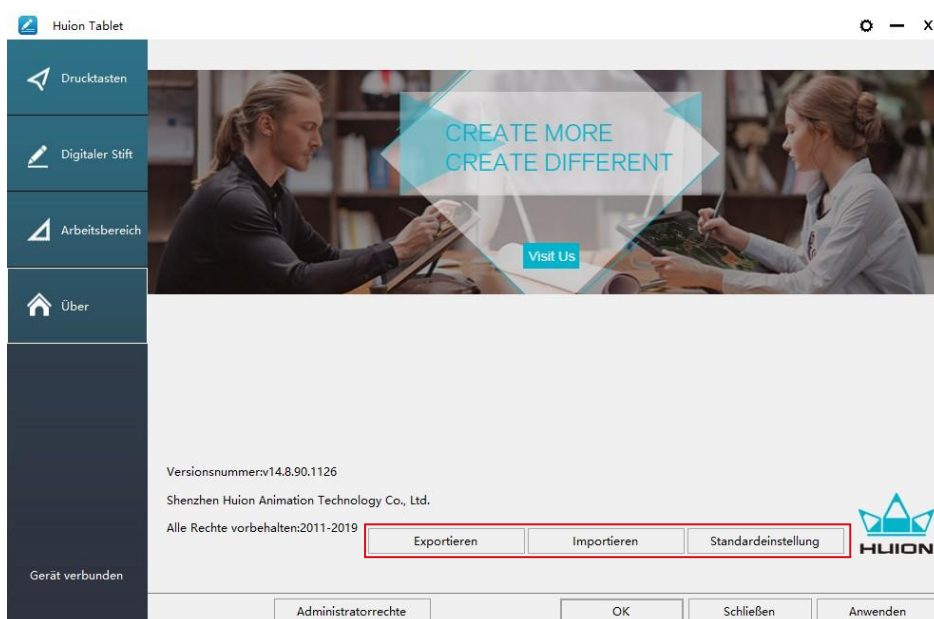 Huion Tablet
Drucktasten
Digitaler Stift
Arbeitsbereich
Über
CREATE MORE
CREATE DIFFERENT
Visit Us
Versionsnummer:v14.8.90.1126
Shenzhen Huion Animation Technology Co., Ltd.
Alle Rechte vorbehalten:2011-2019
Exportieren Importieren Standardeinstellung
HUION
Gerät verbunden
Administratorrechte OK Schließen Anwenden